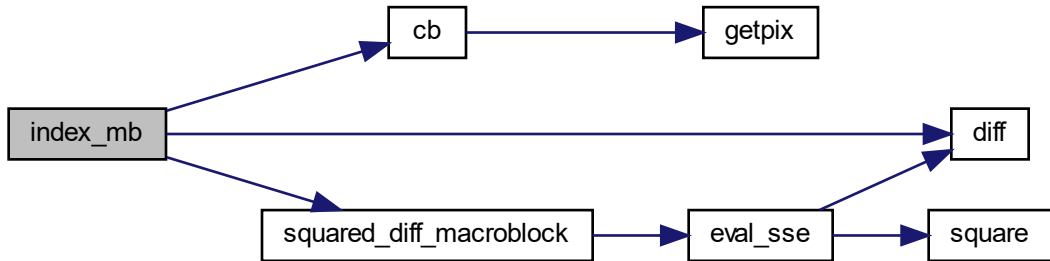 cb
getpix
index_mb
diff
squared_diff_macroblock
eval_sse
square